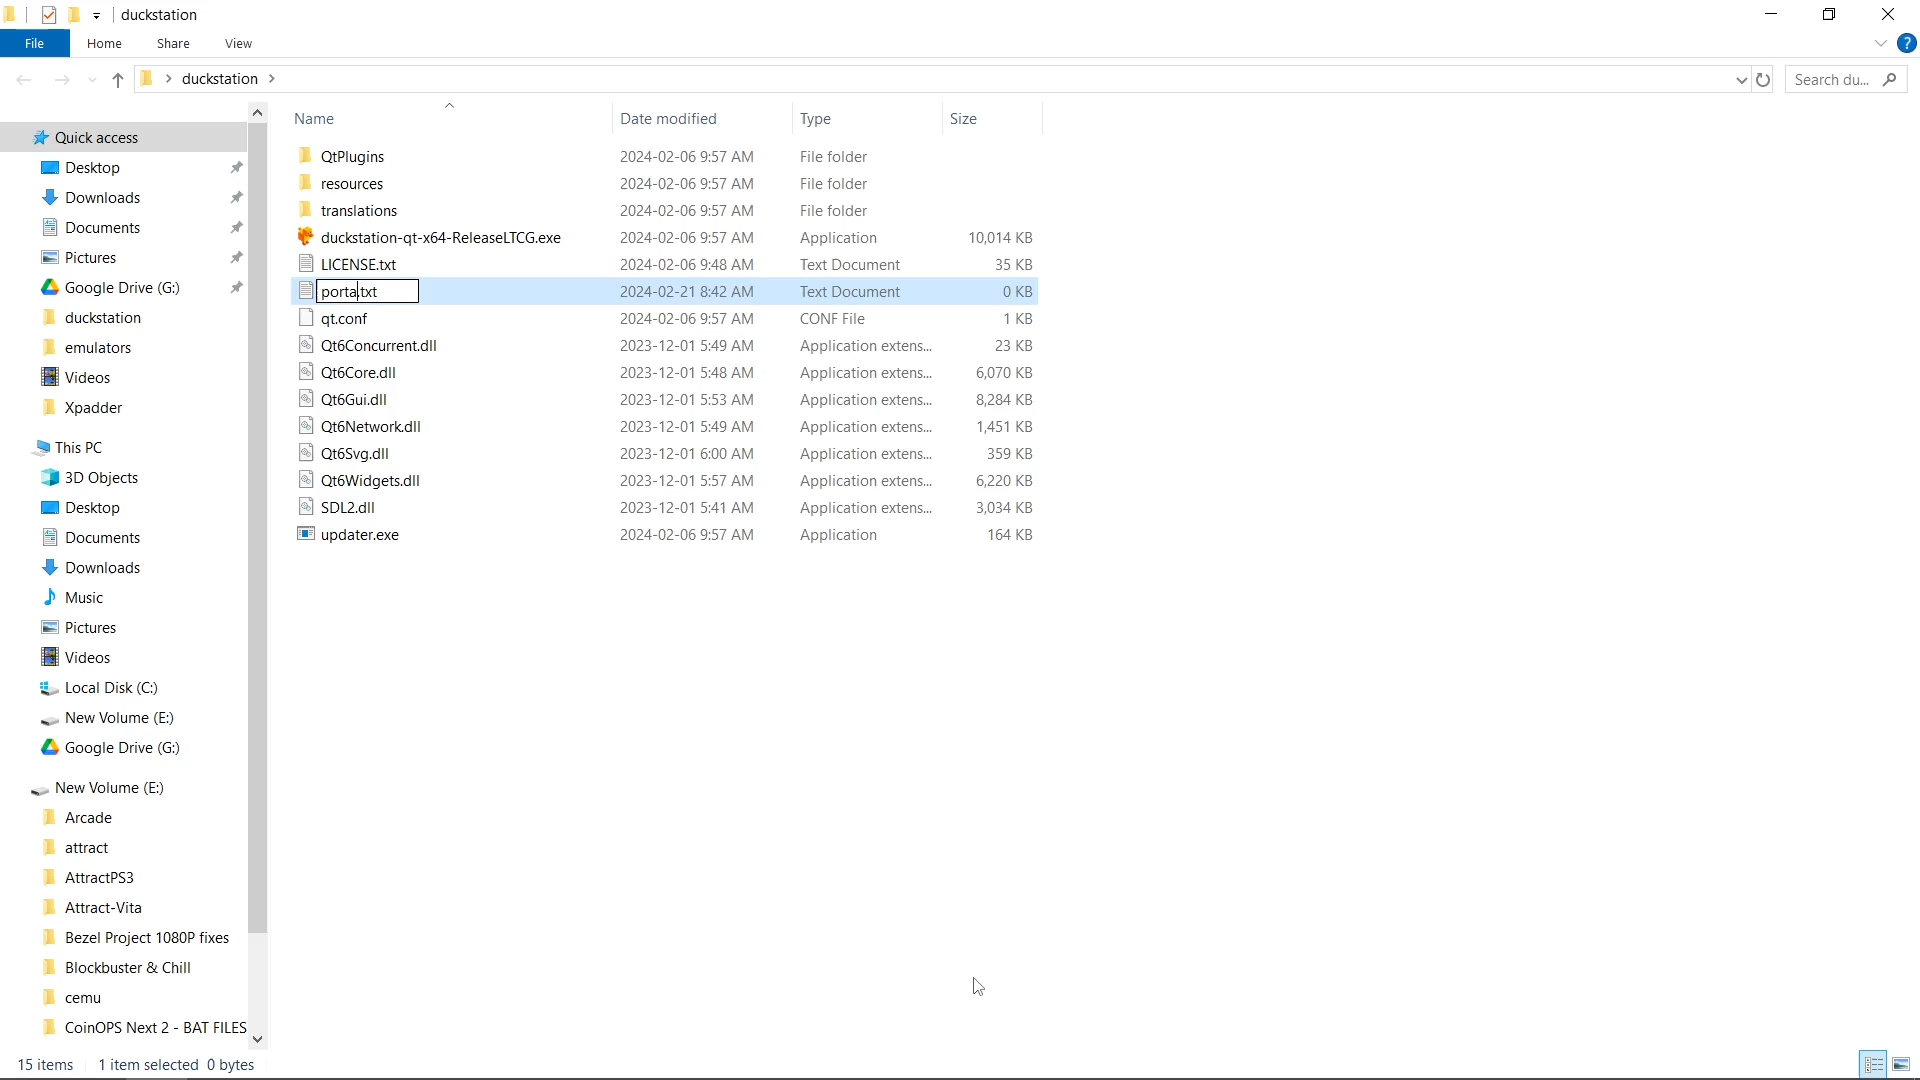 duckstation
File Home Share View ?
duckstation
Search du...
Name Date modified Type Size
Quick access
Desktop
Downloads
Documents
Pictures
Google Drive (G:)
duckstation
emulators
Videos
Xpadder
This PC
3D Objects
Desktop
Documents
Downloads
Music
Pictures
Videos
Local Disk (C:)
New Volume (E:)
Google Drive (G:)
New Volume (E:)
Arcade
attract
AttractPS3
Attract-Vita
Bezel Project 1080P fixes
Blockbuster & Chill
cemu
CoinOPS Next 2 - BAT FILES
QtPlugins 2024-02-06 9:57 AM File folder
resources 2024-02-06 9:57 AM File folder
translations 2024-02-06 9:57 AM File folder
duckstation-qt-x64-ReleaseLTCG.exe 2024-02-06 9:57 AM Application 10,014 KB
LICENSE.txt 2024-02-06 9:48 AM Text Document 35 KB
porta.txt 2024-02-21 8:42 AM Text Document 0 KB
qt.conf 2024-02-06 9:57 AM CONF File 1 KB
Qt6Concurrent.dll 2023-12-01 5:49 AM Application extens... 23 KB
Qt6Core.dll 2023-12-01 5:48 AM Application extens... 6,070 KB
Qt6Gui.dll 2023-12-01 5:53 AM Application extens... 8,284 KB
Qt6Network.dll 2023-12-01 5:49 AM Application extens... 1,451 KB
Qt6Svg.dll 2023-12-01 6:00 AM Application extens... 359 KB
Qt6Widgets.dll 2023-12-01 5:57 AM Application extens... 6,220 KB
SDL2.dll 2023-12-01 5:41 AM Application extens... 3,034 KB
updater.exe 2024-02-06 9:57 AM Application 164 KB
15 items 1 item selected 0 bytes